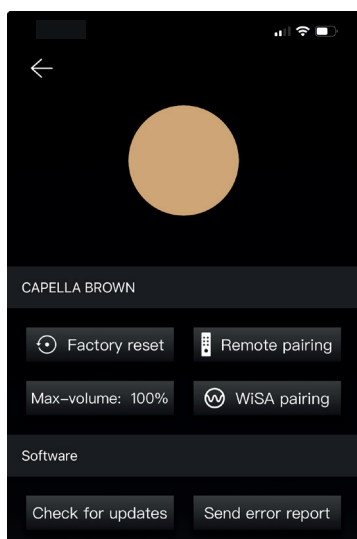 CAPELLA BROWN
Factory reset
Remote pairing
Max-volume: 100%
WiSA pairing
Software
Check for updates
Send error report